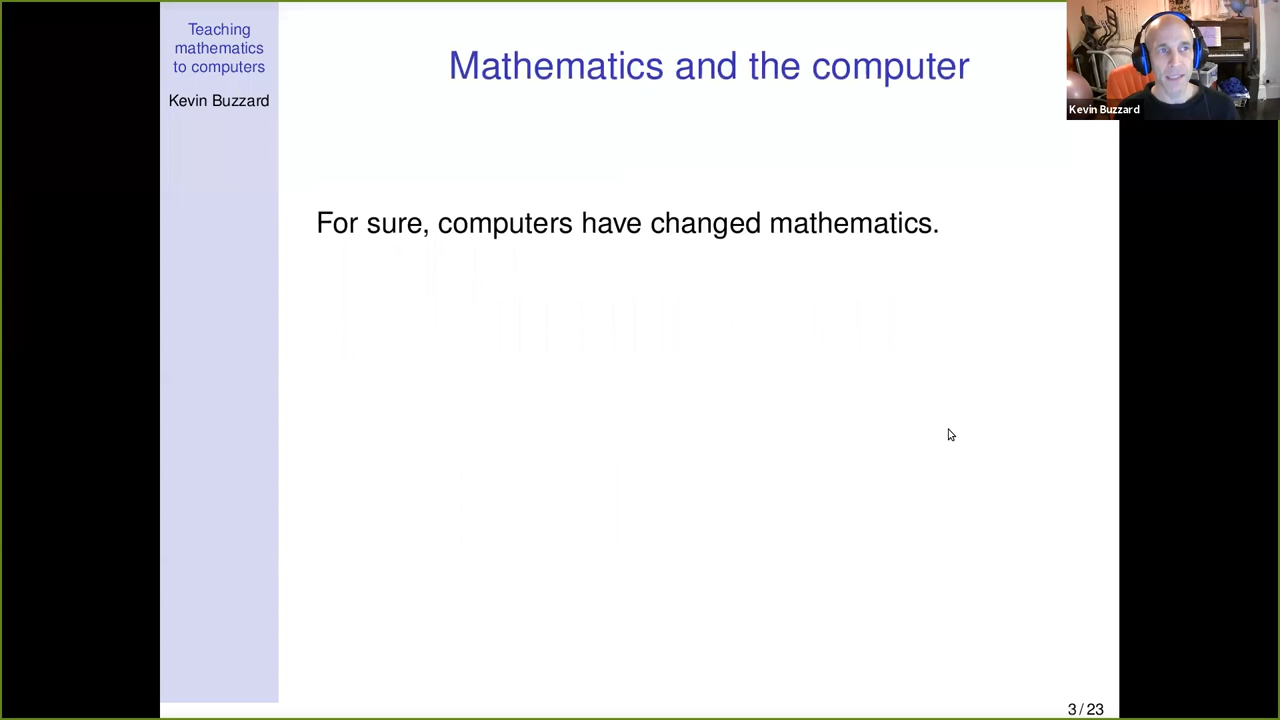 Teaching
mathematics
to computers
Kevin Buzzard
Mathematics and the computer
Kevin Buzzard
For sure, computers have changed mathematics.
3 / 23